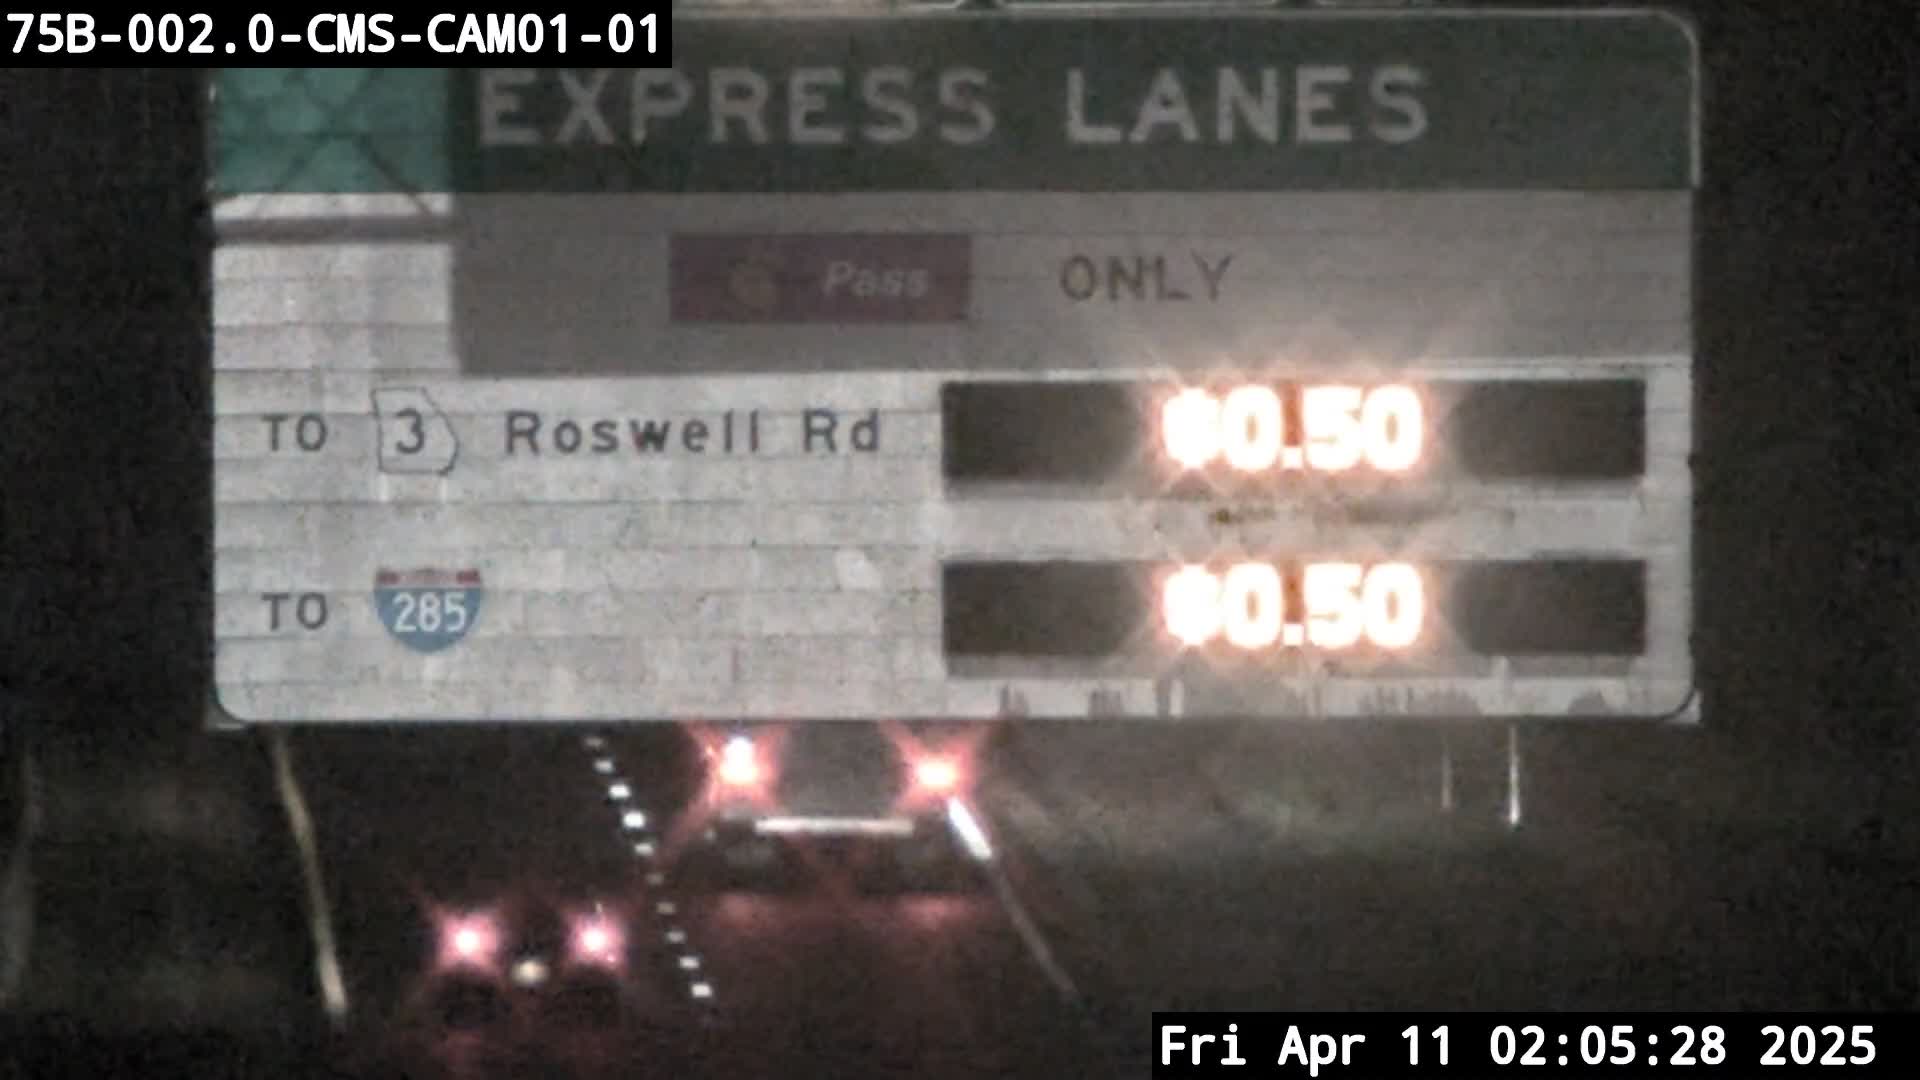 75B-002.0-CMS-CAM01-01
EXPRESS LANES
Pass ONLY
TO 3 Roswell Rd $0.50
TO 285 $0.50
Fri Apr 11 02:05:28 2025